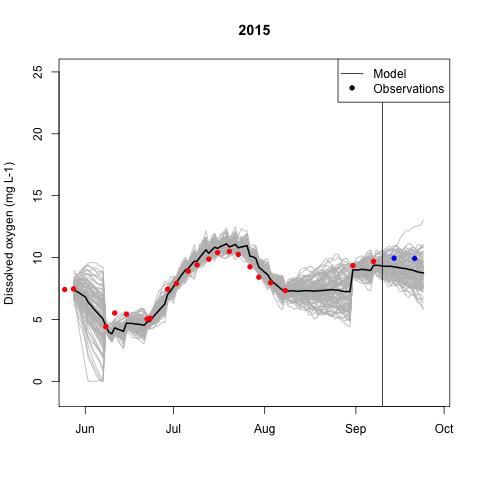 2015
Dissolved oxygen (mg L-1)
25
20
15
10
5
0
Model
Observations
Jun
Jul
Aug
Sep
Oct